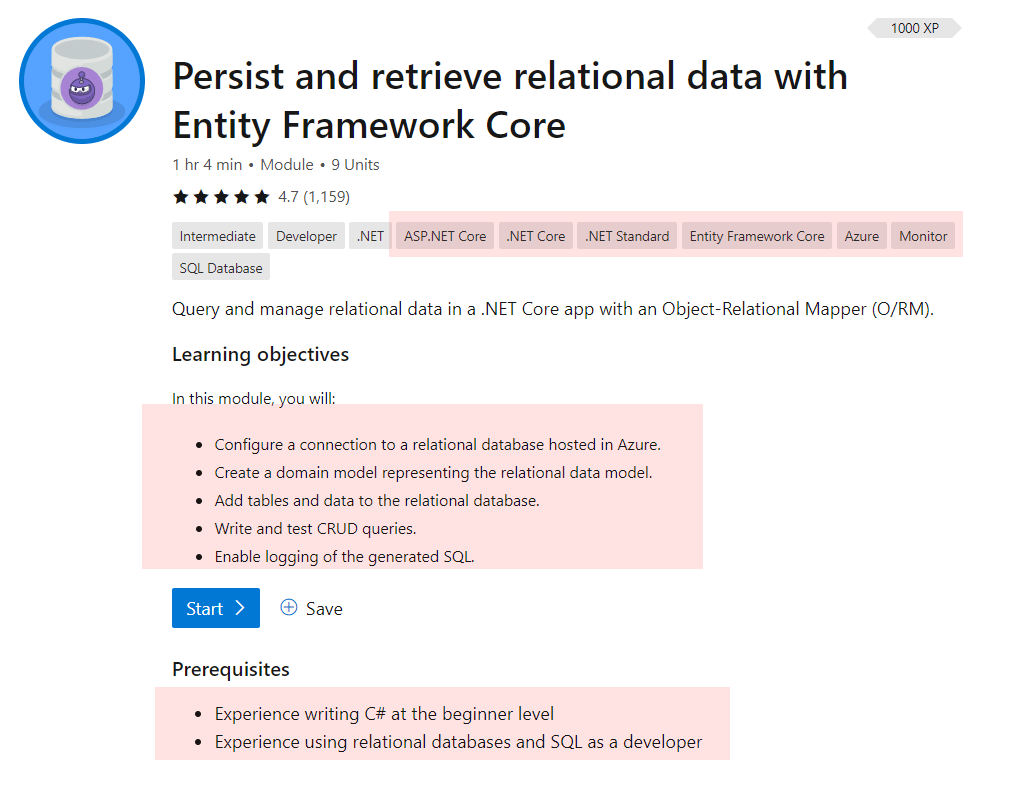 1000 XP
Persist and retrieve relational data with
Entity Framework Core
1 hr 4 min • Module • 9 Units
4.7 (1,159)
Intermediate Developer .NET ASP.NET Core .NET Core .NET Standard Entity Framework Core Azure Monitor
SQL Database
Query and manage relational data in a .NET Core app with an Object-Relational Mapper (O/RM).
Learning objectives
In this module, you will:
• Configure a connection to a relational database hosted in Azure.
• Create a domain model representing the relational data model.
• Add tables and data to the relational database.
• Write and test CRUD queries.
• Enable logging of the generated SQL.
Start Save
Prerequisites
• Experience writing C# at the beginner level
• Experience using relational databases and SQL as a developer